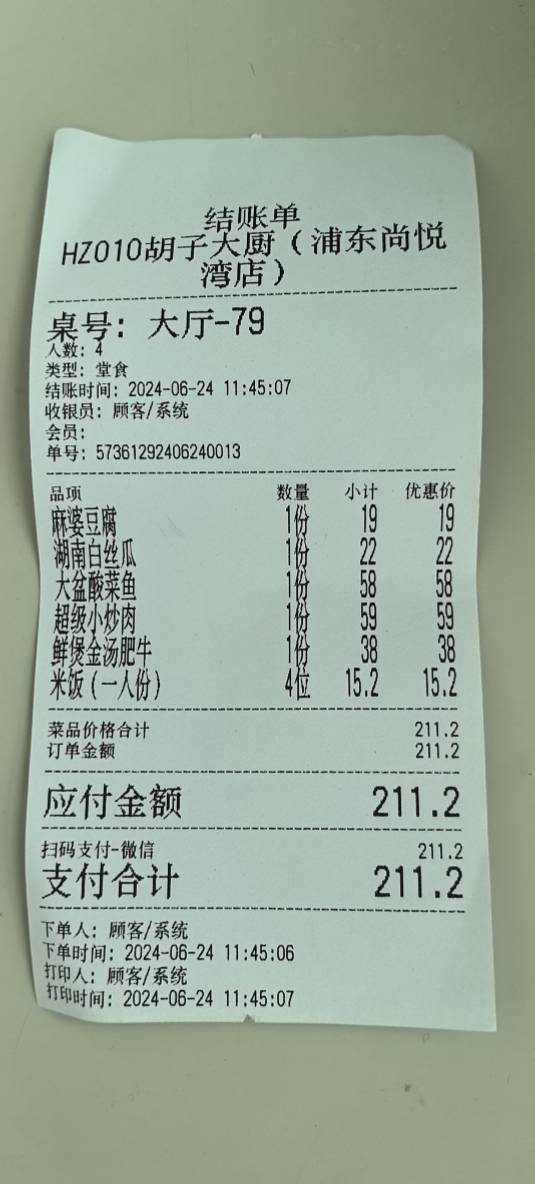 结账单
HZ010胡子大厨（浦东尚悦
湾店）
桌号：大厅-79
人数：4
类型：堂食
结账时间：2024-06-24 11:45:07
收银员：顾客/系统
会员：
单号：57361292406240013
品项 数量 小计 优惠价
麻婆豆腐 1份 19 19
湖南白丝瓜 1份 22 22
大盆酸菜鱼 1份 58 58
超级小炒肉 1份 59 59
鲜煲金汤肥牛 1份 38 38
米饭（一人份） 4位 15.2 15.2
菜品价格合计 211.2
订单金额 211.2
应付金额 211.2
扫码支付-微信 211.2
支付合计 211.2
下单人：顾客/系统
下单时间：2024-06-24 11:45:06
打印人：顾客/系统
打印时间：2024-06-24 11:45:07